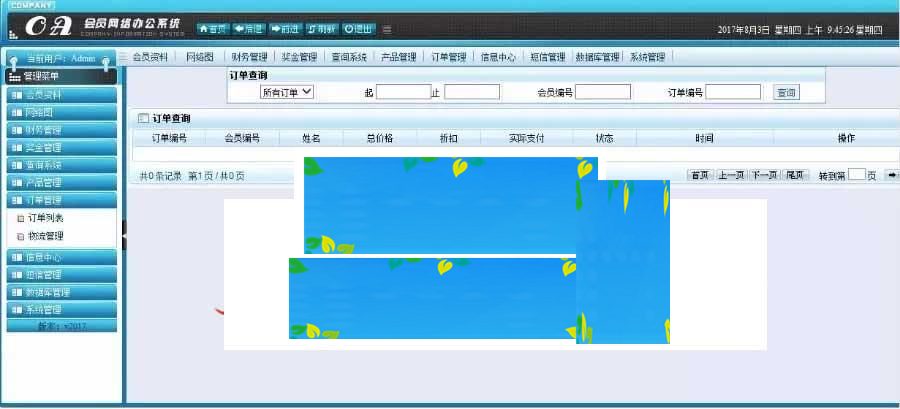 COMPANY
OA 会员网络办公系统
COMPANY INFORMATION SYSTEM
首页 后退 前进 刷新 退出
2017年8月3日 星期四 上午 9:45:26 星期四
当前用户：Admin
会员资料 网络图 财务管理 奖金管理 查询系统 产品管理 订单管理 信息中心 短信管理 数据库管理 系统管理
管理菜单
会员资料
网络图
财务管理
奖金管理
查询系统
产品管理
订单管理
订单列表
物流管理
信息中心
短信管理
数据库管理
系统管理
版本：v2017
订单查询
所有订单 起 止 会员编号 订单编号 查询
订单查询
订单编号 会员编号 姓名 总价格 折扣 实际支付 状态 时间 操作
共0条记录 第1页/共0页
首页 上一页 下一页 尾页 转到第 页